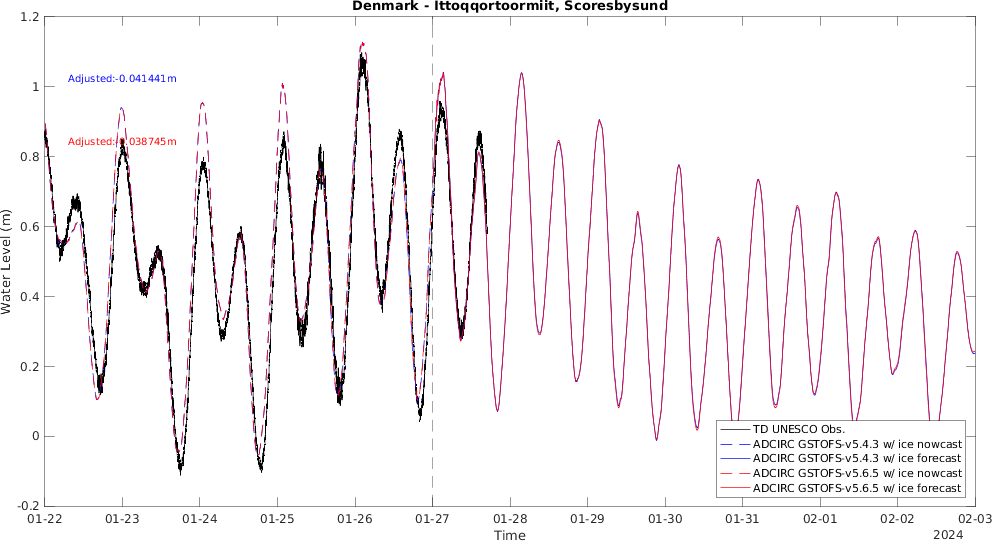 Denmark - Ittoqqortoormiit, Scoresbysund
1.2
1
0.8
0.6
0.4
0.2
0
-0.2
Water Level (m)
Adjusted:-0.041441m
Adjusted:-0.038745m
TD UNESCO Obs.
ADCIRC GSTOFS-v5.4.3 w/ ice nowcast
ADCIRC GSTOFS-v5.4.3 w/ ice forecast
ADCIRC GSTOFS-v5.6.5 w/ ice nowcast
ADCIRC GSTOFS-v5.6.5 w/ ice forecast
01-22 01-23 01-24 01-25 01-26 01-27 01-28 01-29 01-30 01-31 02-01 02-02 02-03
Time
2024